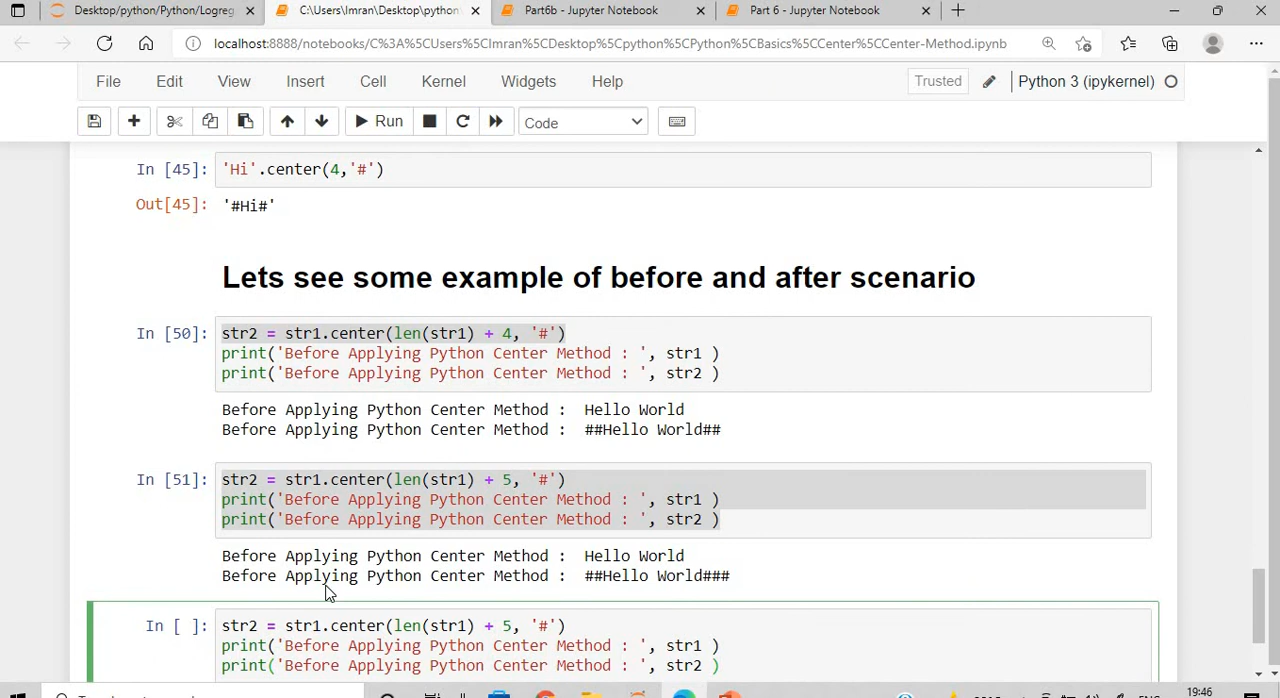 Desktop/python/Python/Logreg
C:\Users\Imran\Desktop\python
Part6b - Jupyter Notebook
Part 6 - Jupyter Notebook
localhost:8888/notebooks/C%3A%5CUsers%5CImran%5CDesktop%5Cpython%5CPython%5CBasics%5CCenter%5CCenter-Method.ipynb
File Edit View Insert Cell Kernel Widgets Help Trusted Python 3 (ipykernel)
Run Code
In [45]: 'Hi'.center(4,'#')
Out[45]: '#Hi#'
Lets see some example of before and after scenario
In [50]: str2 = str1.center(len(str1) + 4, '#')
print('Before Applying Python Center Method : ', str1 )
print('Before Applying Python Center Method : ', str2 )
Before Applying Python Center Method :  Hello World
Before Applying Python Center Method :  ##Hello World##
In [51]: str2 = str1.center(len(str1) + 5, '#')
print('Before Applying Python Center Method : ', str1 )
print('Before Applying Python Center Method : ', str2 )
Before Applying Python Center Method :  Hello World
Before Applying Python Center Method :  ##Hello World###
In [ ]: str2 = str1.center(len(str1) + 5, '#')
print('Before Applying Python Center Method : ', str1 )
print('Before Applying Python Center Method : ', str2 )
19:46